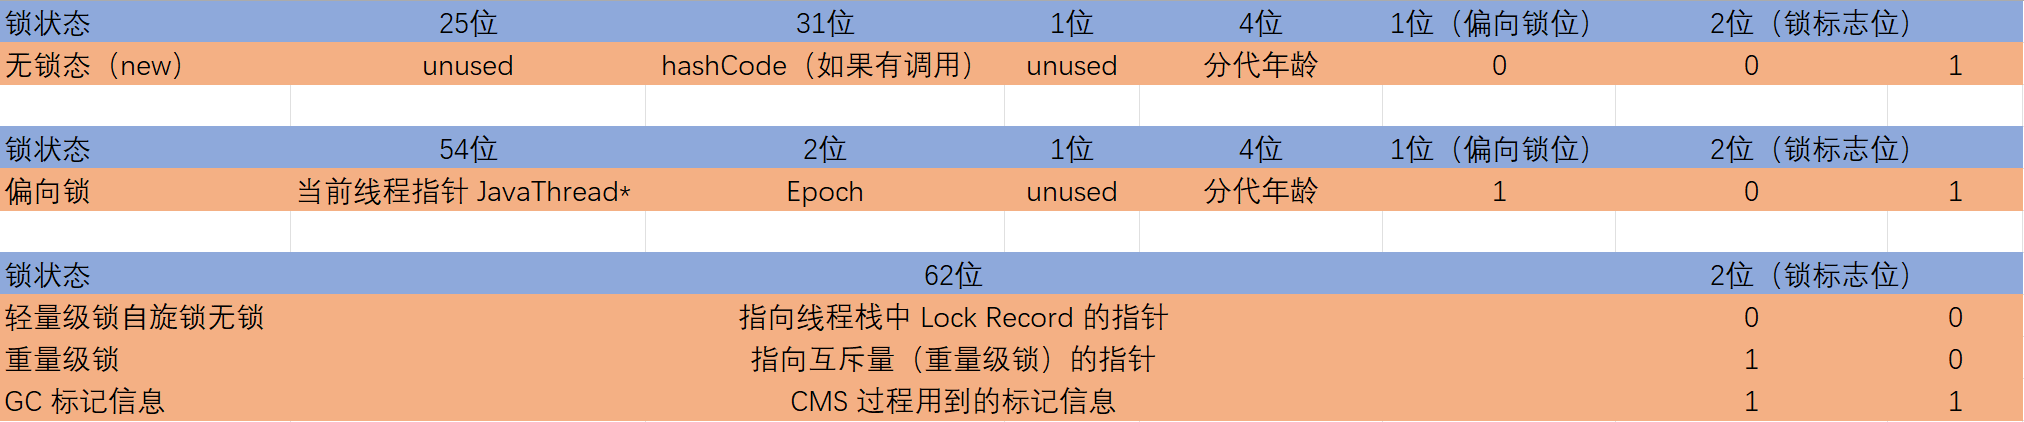 锁状态 25位 31位 1位 4位 1位（偏向锁位） 2位（锁标志位）
无锁态（new） unused hashCode（如果有调用） unused 分代年龄 0 0 1
锁状态 54位 2位 1位 4位 1位（偏向锁位） 2位（锁标志位）
偏向锁 当前线程指针 JavaThread* Epoch unused 分代年龄 1 0 1
锁状态 62位 2位（锁标志位）
轻量级锁自旋锁无锁 指向线程栈中 Lock Record 的指针 0 0
重量级锁 指向互斥量（重量级锁）的指针 1 0
GC 标记信息 CMS 过程用到的标记信息 1 1